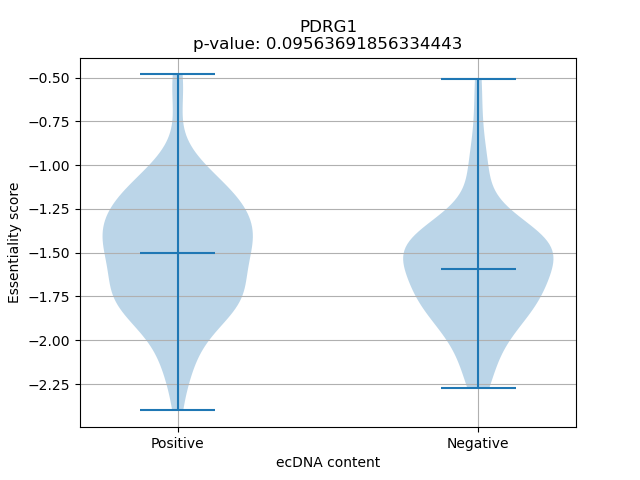 PDRG1
p-value: 0.09563691856334443
Essentiality score
−0.50
−0.75
−1.00
−1.25
−1.50
−1.75
−2.00
−2.25
Positive
Negative
ecDNA content